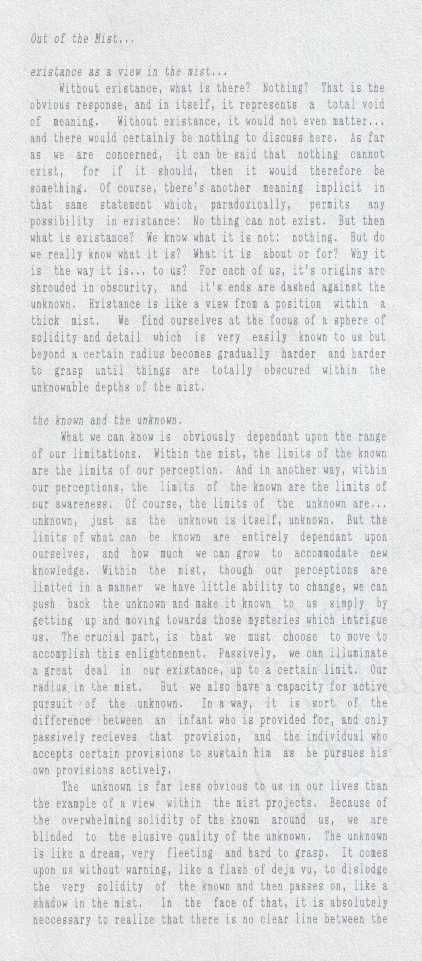 Out of the Mist...
existance as a view in the mist...
Without existance, what is there? Nothing? That is the
obvious response, and in itself, it represents a total void
of meaning. Without existance, it would not even matter...
and there would certainly be nothing to discuss here. As far
as we are concerned, it can be said that nothing cannot
exist, for if it should, then it would therefore be
something. Of course, there's another meaning implicit in
that same statement which, paradoxically, permits any
possibility in existance: No thing can not exist. But then
what is existance? We know what it is not: nothing. But do
we really know what it is? What it is about or for? Why it
is the way it is... to us? For each of us, it's origins are
shrouded in obscurity, and it's ends are dashed against the
unknown. Existance is like a view from a position within a
thick mist. We find ourselves at the focus of a sphere of
solidity and detail which is very easily known to us but
beyond a certain radius becomes gradually harder and harder
to grasp until things are totally obscured within the
unknowable depths of the mist.
the known and the unknown.
What we can know is obviously dependant upon the range
of our limitations. Within the mist, the limits of the known
are the limits of our perception. And in another way, within
our perceptions, the limits of the known are the limits of
our awareness. Of course, the limits of the unknown are...
unknown, just as the unknown is itself, unknown. But the
limits of what can be known are entirely dependant upon
ourselves, and how much we can grow to accommodate new
knowledge. Within the mist, though our perceptions are
limited in a manner we have little ability to change, we can
push back the unknown and make it known to us simply by
getting up and moving towards those mysteries which intrigue
us. The crucial part, is that we must choose to move to
accomplish this enlightenment. Passively, we can illuminate
a great deal in our existance, up to a certain limit. Our
radius in the mist. But we also have a capacity for active
pursuit of the unknown. In a way, it is sort of the
difference between an infant who is provided for, and only
passively recieves that provision, and the individual who
accepts certain provisions to sustain him as he pursues his
own provisions actively.
The unknown is far less obvious to us in our lives than
the example of a view within the mist projects. Because of
the overwhelming solidity of the known around us, we are
blinded to the elusive quality of the unknown. The unknown
is like a dream, very fleeting and hard to grasp. It comes
upon us without warning, like a flash of deja vu, to dislodge
the very solidity of the known and then passes on, like a
shadow in the mist. In the face of that, it is absolutely
neccessary to realize that there is no clear line between the